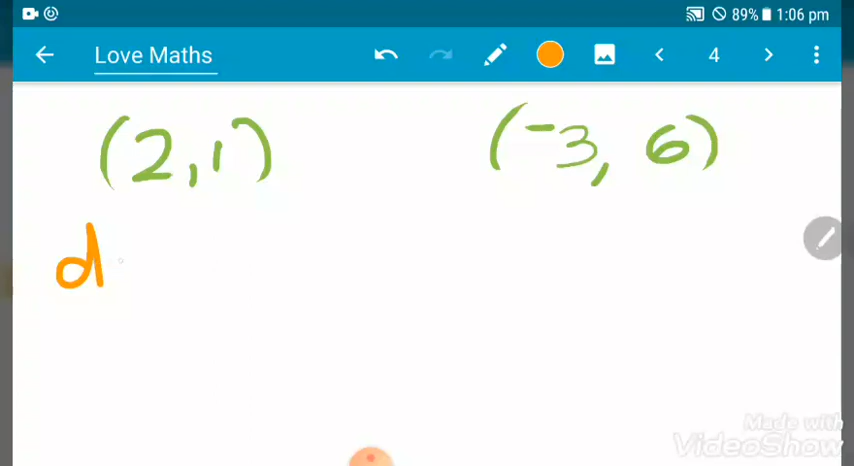 89% 1:06 pm
Love Maths 4
(2,1) (-3, 6)
d
Made with
VideoShow